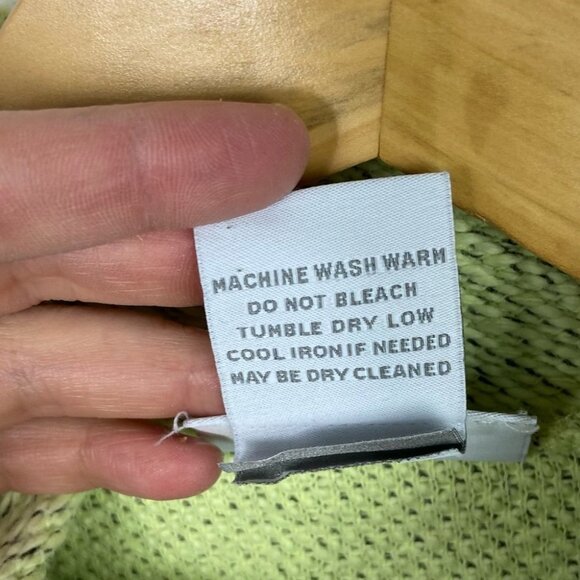 MACHINE WASH WARM
DO NOT BLEACH
TUMBLE DRY LOW
COOL IRON IF NEEDED
MAY BE DRY CLEANED